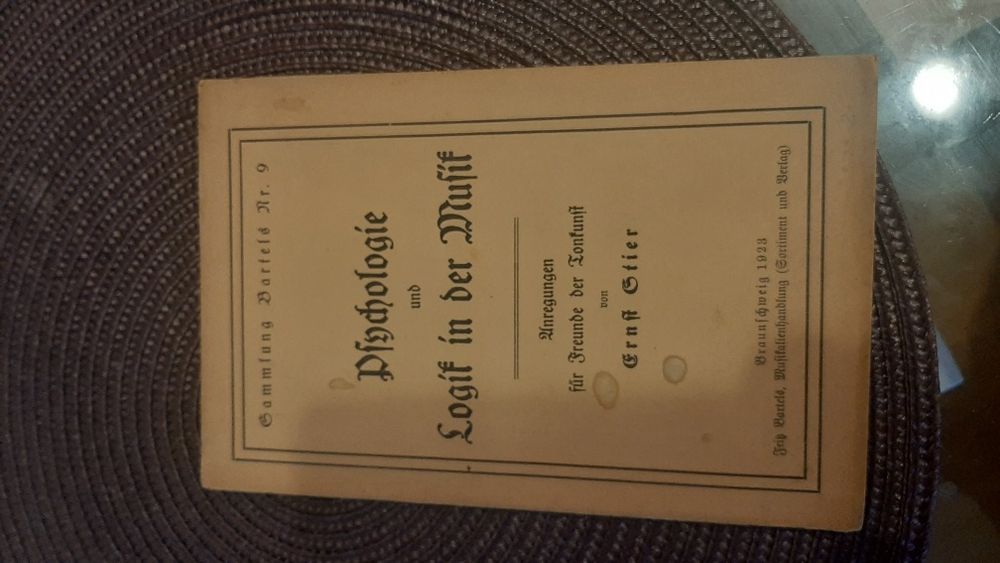 Sammlung Bartels Nr. 9
Psychologie
und
Logik in der Musik
Anregungen
für Freunde der Tonkunst
von
Ernst Stier
Braunschweig 1923
Fritz Bartels, Musikalienhandlung (Sortiment und Verlag)